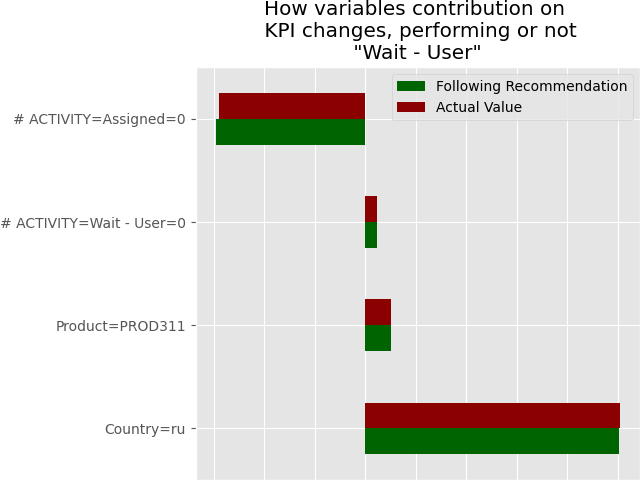 How variables contribution on
KPI changes, performing or not
"Wait - User"
Following Recommendation
Actual Value
# ACTIVITY=Assigned=0
# ACTIVITY=Wait - User=0
Product=PROD311
Country=ru